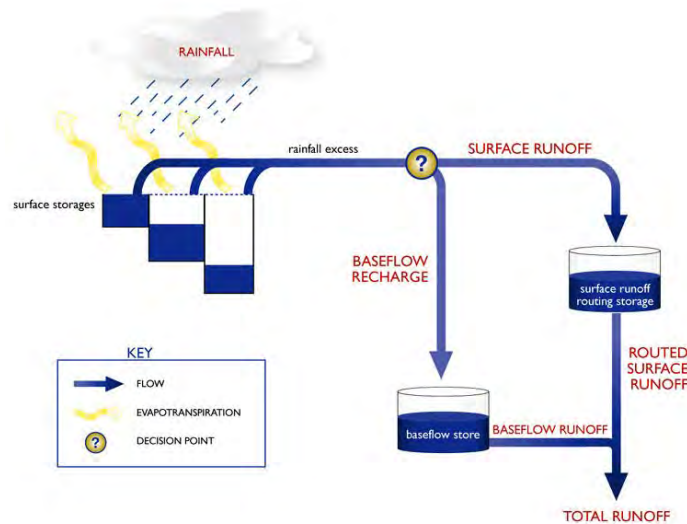 RAINFALL
rainfall excess
?
SURFACE RUNOFF
surface storages
BASEFLOW
RECHARGE
surface runoff
routing storage
KEY
FLOW
EVAPOTRANSPIRATION
?
DECISION POINT
ROUTED
SURFACE
RUNOFF
baseflow store
BASEFLOW RUNOFF
TOTAL RUNOFF